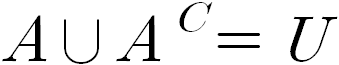 A ∪ A^C = U